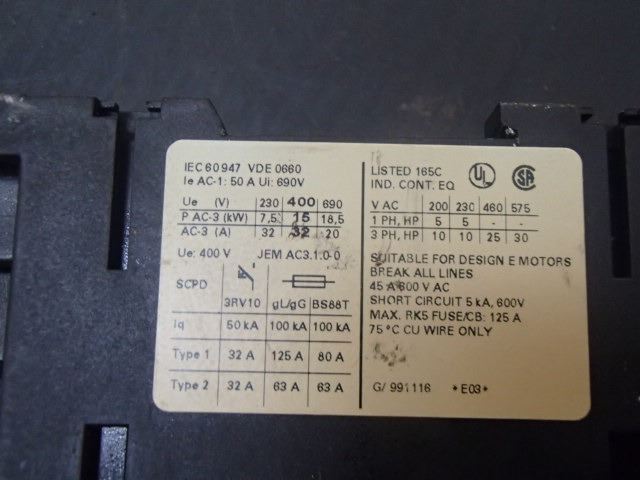 IEC 60947 VDE 0660
Ie AC-1: 50 A Ui: 690V
Ue (V) 230 400 690
P AC-3 (kW) 7,5 15 18,5
AC-3 (A) 32 32 20
Ue: 400 V JEM AC3.1.0-0
SCPD
3RV10 gL/gG BS88T
Iq 50 kA 100 kA 100 kA
Type 1 32 A 125 A 80 A
Type 2 32 A 63 A 63 A
LISTED 165C
IND. CONT. EQ
UL
SA
V AC 200 230 460 575
1 PH, HP 5 5 - -
3 PH, HP 10 10 25 30
SUITABLE FOR DESIGN E MOTORS
BREAK ALL LINES
45 A 600 V AC
SHORT CIRCUIT 5 kA, 600V
MAX. RK5 FUSE/CB: 125 A
75 °C CU WIRE ONLY
G/ 991116 *E03*